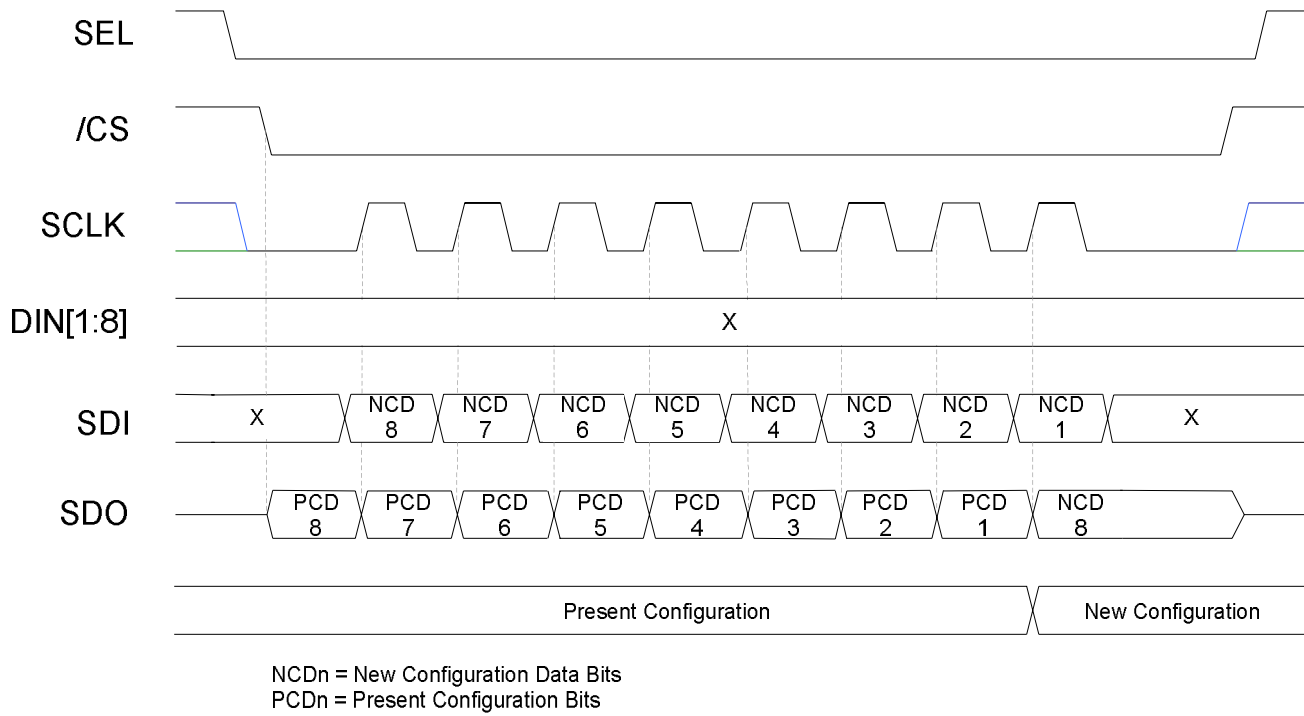 SEL
/CS
SCLK
DIN[1:8]
X
SDI
X
NCD
8
NCD
7
NCD
6
NCD
5
NCD
4
NCD
3
NCD
2
NCD
1
X
SDO
PCD
8
PCD
7
PCD
6
PCD
5
PCD
4
PCD
3
PCD
2
PCD
1
NCD
8
Present Configuration
New Configuration
NCDn = New Configuration Data Bits
PCDn = Present Configuration Bits